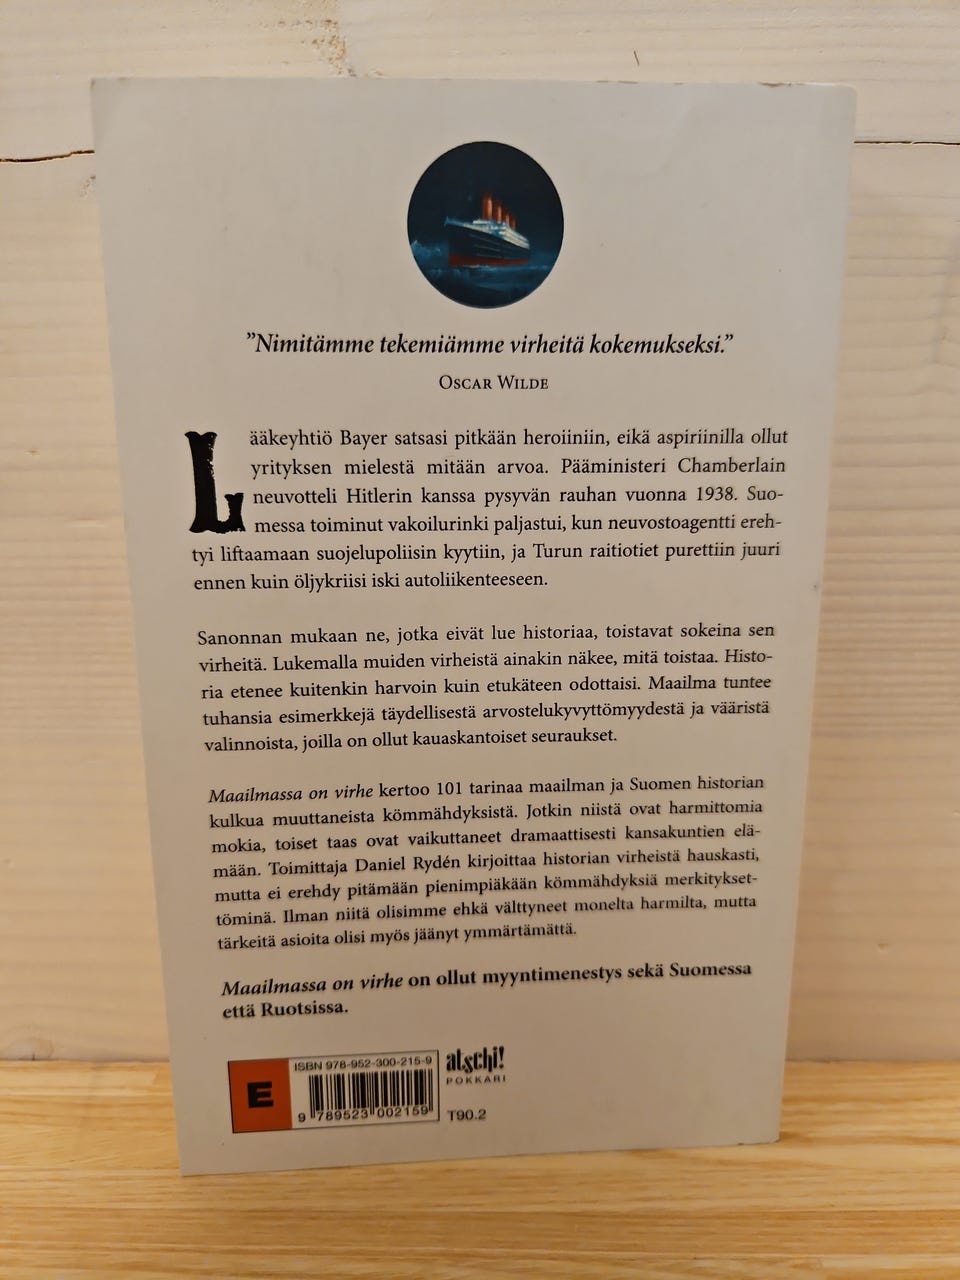 ”Nimitämme tekemiämme virheitä kokemukseksi.”
Oscar Wilde
Lääkeyhtiö Bayer satsasi pitkään heroiiniin, eikä aspiriinilla ollut
yrityksen mielestä mitään arvoa. Pääministeri Chamberlain
neuvotteli Hitlerin kanssa pysyvän rauhan vuonna 1938. Suo-
messa toiminut vakoilurinki paljastui, kun neuvostoagentti ereh-
tyi liftaamaan suojelupoliisin kyytiin, ja Turun raitiotiet purettiin juuri
ennen kuin öljykriisi iski autoliikenteeseen.
Sanonnan mukaan ne, jotka eivät lue historiaa, toistavat sokeina sen
virheitä. Lukemalla muiden virheistä ainakin näkee, mitä toistaa. Histo-
ria etenee kuitenkin harvoin kuin etukäteen odottaisi. Maailma tuntee
tuhansia esimerkkejä täydellisestä arvostelukyvyttömyydestä ja vääristä
valinnoista, joilla on ollut kauaskantoiset seuraukset.
Maailmassa on virhe kertoo 101 tarinaa maailman ja Suomen historian
kulkua muuttaneista kömmähdyksistä. Jotkin niistä ovat harmittomia
mokia, toiset taas ovat vaikuttaneet dramaattisesti kansakuntien elä-
mään. Toimittaja Daniel Rydén kirjoittaa historian virheistä hauskasti,
mutta ei erehdy pitämään pienimpiäkään kömmähdyksiä merkitykset-
töminä. Ilman niitä olisimme ehkä välttyneet monelta harmilta, mutta
tärkeitä asioita olisi myös jäänyt ymmärtämättä.
Maailmassa on virhe on ollut myyntimenestys sekä Suomessa
että Ruotsissa.
E
ISBN 978-952-300-215-9
9 789523 002159
atschi!
POKKARI
T90.2